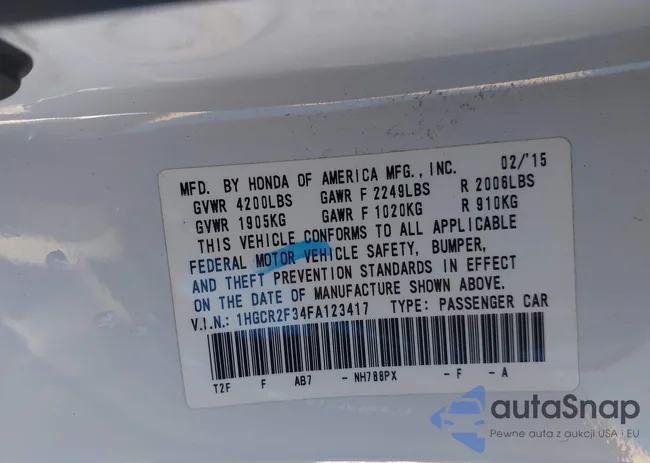 MFD. BY HONDA OF AMERICA MFG., INC. 02/'15
GVWR 4200LBS GAWR F 2249LBS R 2006LBS
GVWR 1905KG GAWR F 1020KG R 910KG
THIS VEHICLE CONFORMS TO ALL APPLICABLE
FEDERAL MOTOR VEHICLE SAFETY, BUMPER,
AND THEFT PREVENTION STANDARDS IN EFFECT
ON THE DATE OF MANUFACTURE SHOWN ABOVE.
V.I.N.: 1HGCR2F34FA123417 TYPE: PASSENGER CAR
T2F F AB7 - NH788PX - F - A
autaSnap
Pewne auta z aukcji USA i EU